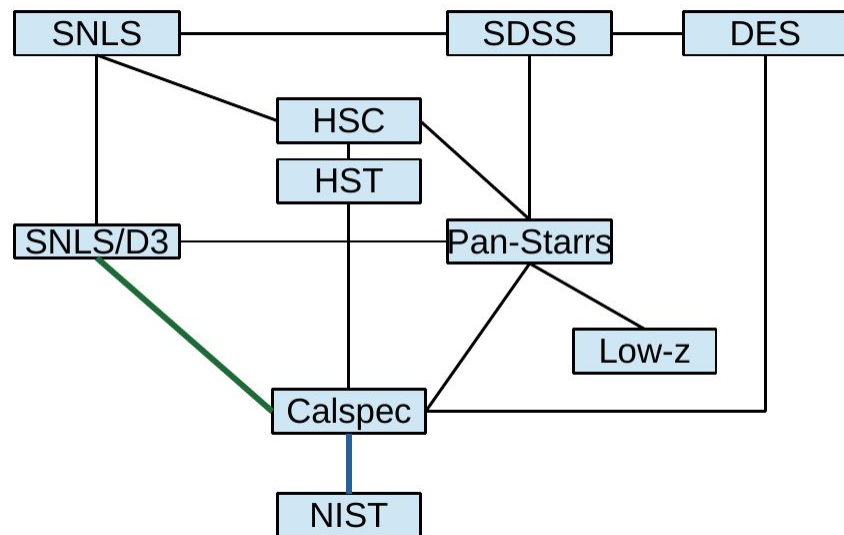 SNLS
SDSS
DES
HSC
HST
SNLS/D3
Pan-Starrs
Low-z
Calspec
NIST